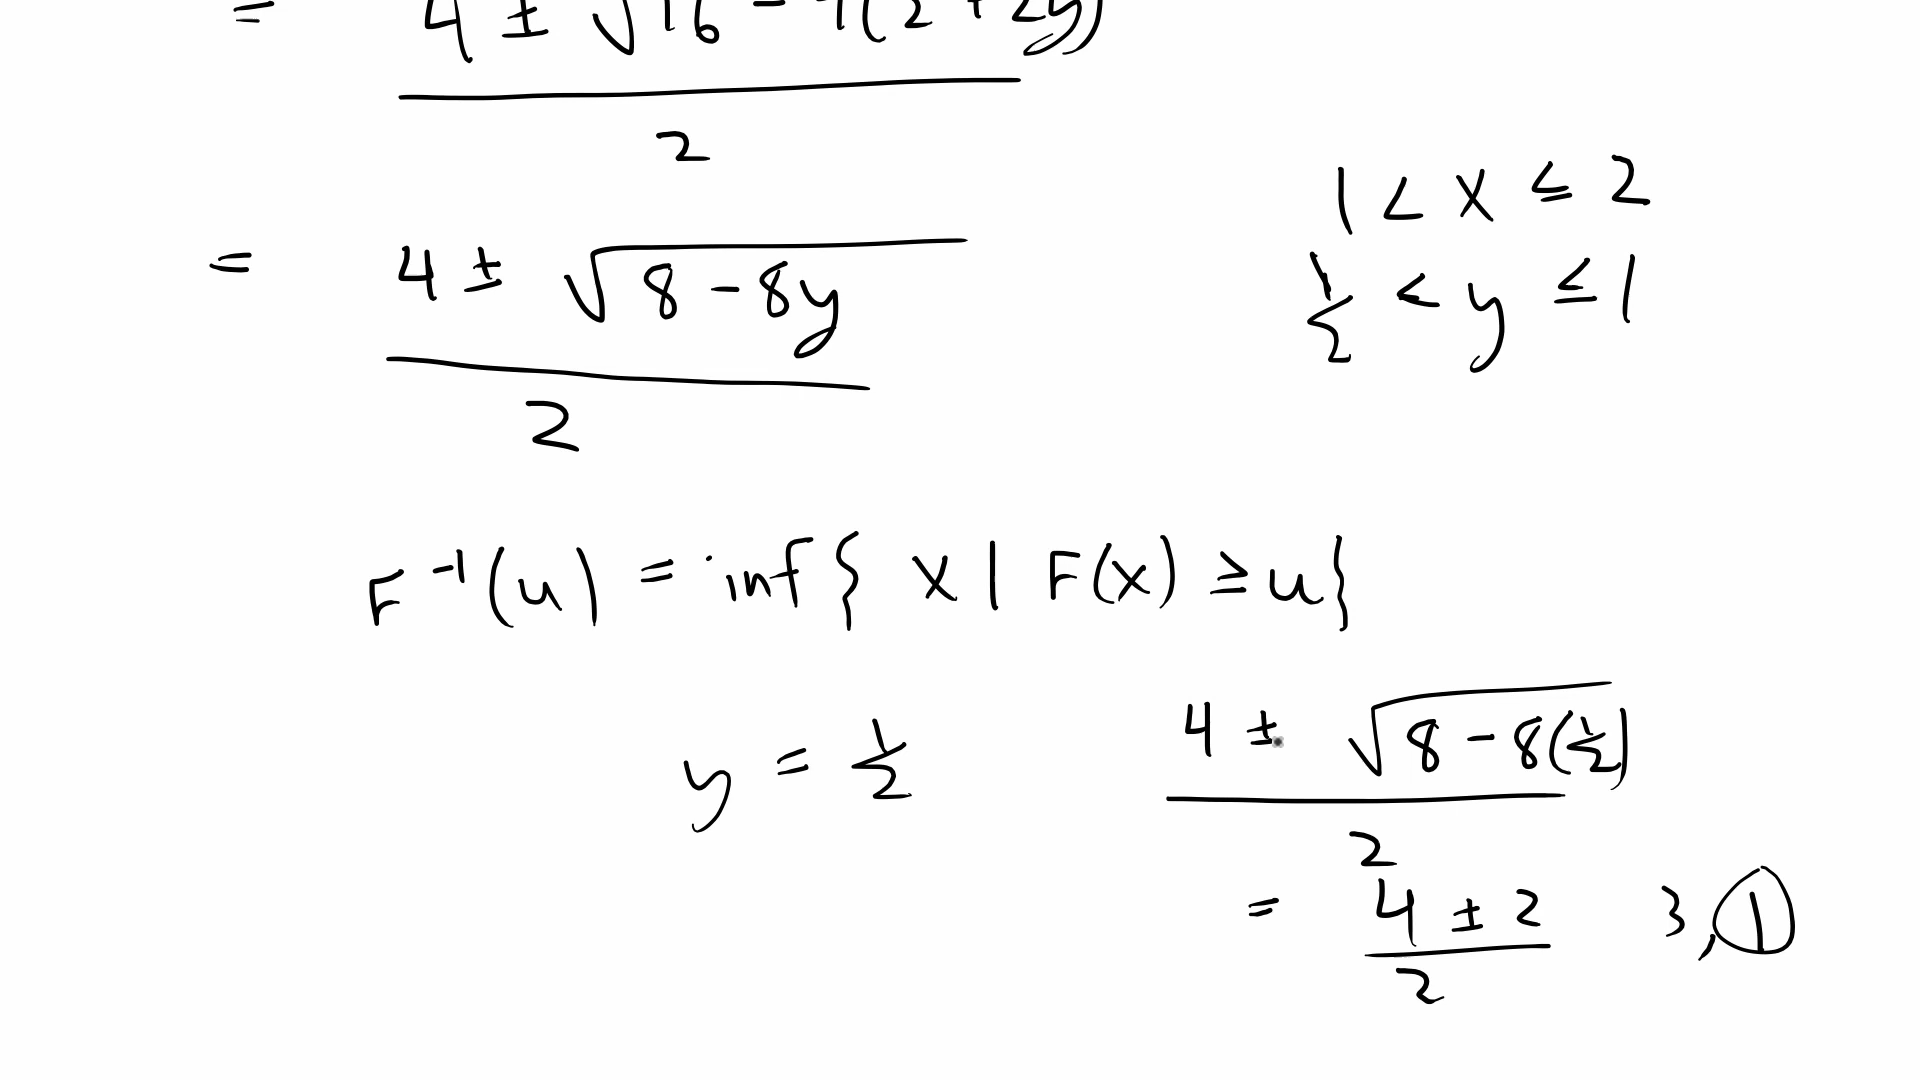 = 4 ± √16 - 4(2 + 2y)
2
1 < x ≤ 2
= 4 ± √8 - 8y
2
1/2 < y ≤ 1
F⁻¹(u) = inf{ x | F(x) ≥ u}
y = 1/2
4 ± √8 - 8(1/2)
2
= 4 ± 2
2
3, 1